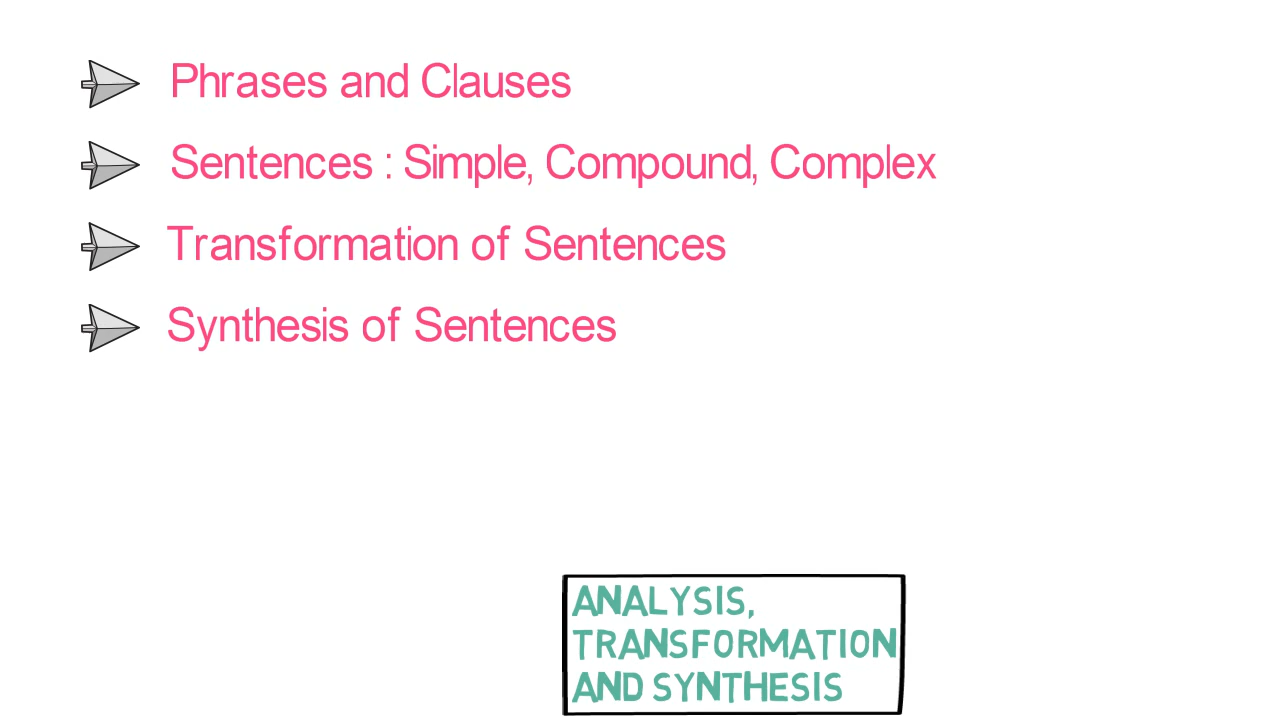 Phrases and Clauses
Sentences : Simple, Compound, Complex
Transformation of Sentences
Synthesis of Sentences
ANALYSIS,
TRANSFORMATION
AND SYNTHESIS